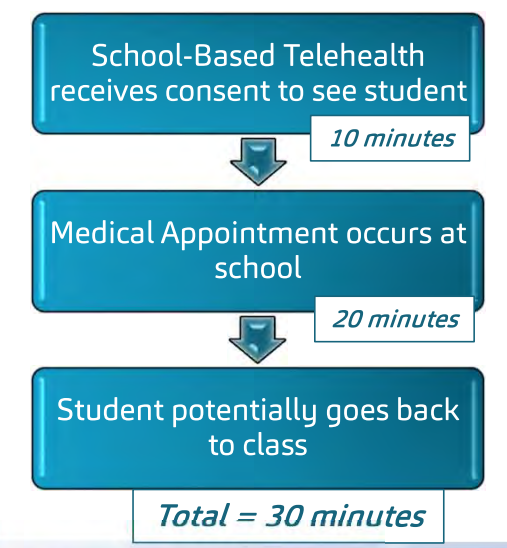 School-Based Telehealth
receives consent to see student
10 minutes
Medical Appointment occurs at
school
20 minutes
Student potentially goes back
to class
Total = 30 minutes